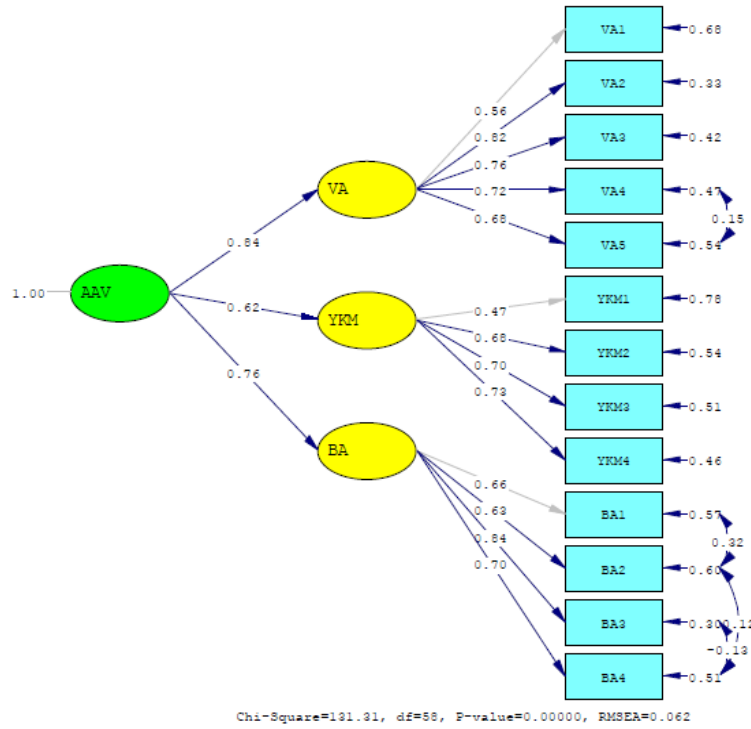 VA1
0.68
VA2
0.33
0.56
0.82
VA3
0.42
0.76
VA
0.72
VA4
0.47
0.68
0.15
0.84
VA5
0.54
1.00
AAV
0.62
YKM
0.47
YKM1
0.78
0.68
YKM2
0.54
0.70
0.76
0.73
YKM3
0.51
BA
YKM4
0.46
0.66
0.63
BA1
0.57
0.84
0.32
0.70
BA2
0.60
BA3
0.30
0.12
-0.13
BA4
0.51
Chi-Square=131.31, df=58, P-value=0.00000, RMSEA=0.062